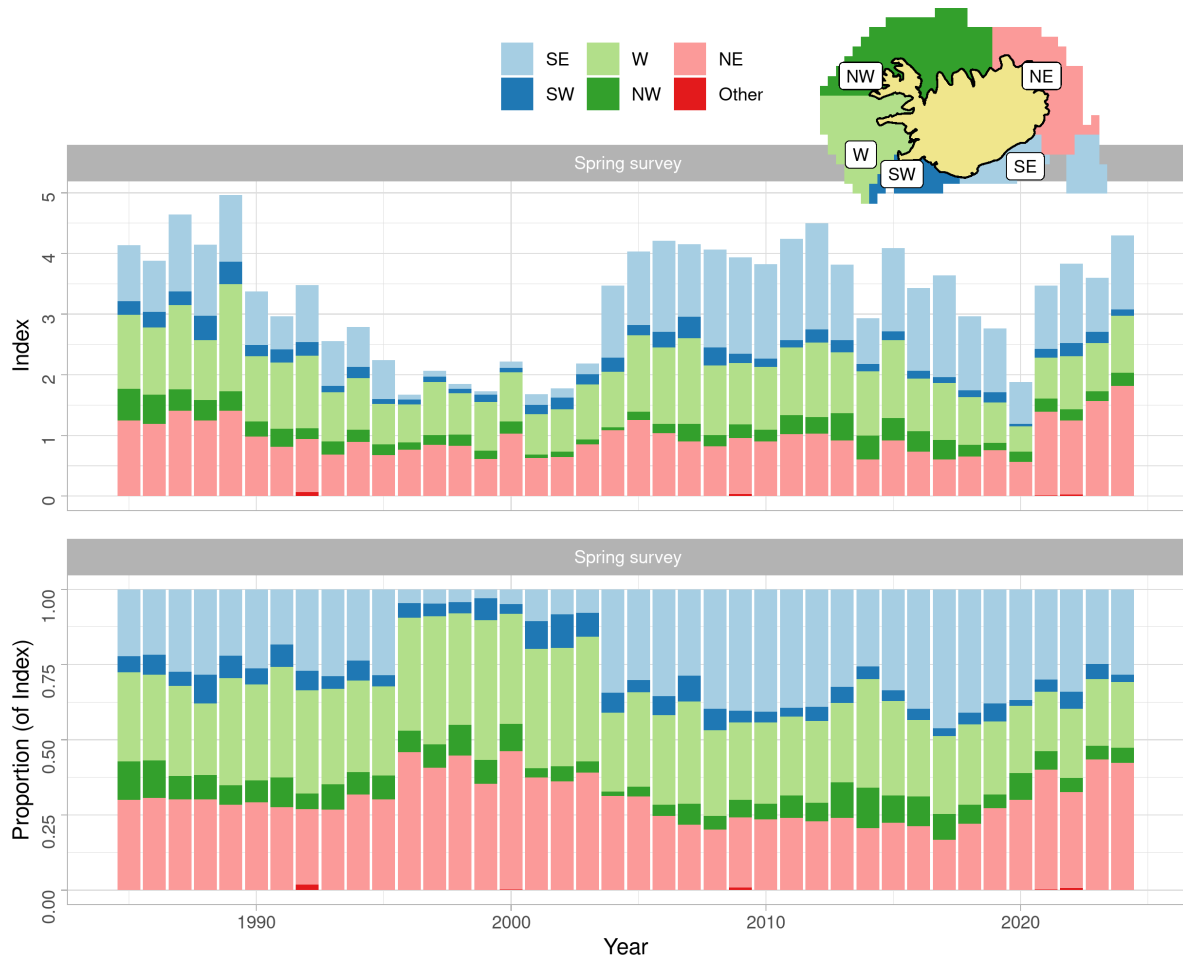 SE W NE
SW NW Other
NW NE
W SW SE
Spring survey
Index
5
4
3
2
1
0
Spring survey
Proportion (of Index)
1.00
0.75
0.50
0.25
0.00
1990 2000 2010 2020
Year